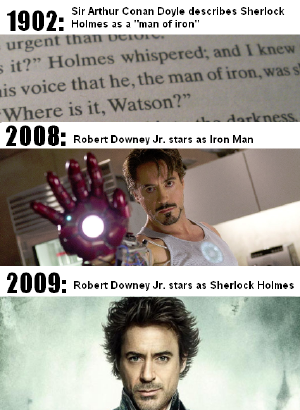 1902: Sir Arthur Conan Doyle describes Sherlock
Holmes as a "man of iron"
urgent than before.
s it?" Holmes whispered; and I knew
his voice that he, the man of iron, was s
"Where is it, Watson?"
darkness.
2008: Robert Downey Jr. stars as Iron Man
2009: Robert Downey Jr. stars as Sherlock Holmes